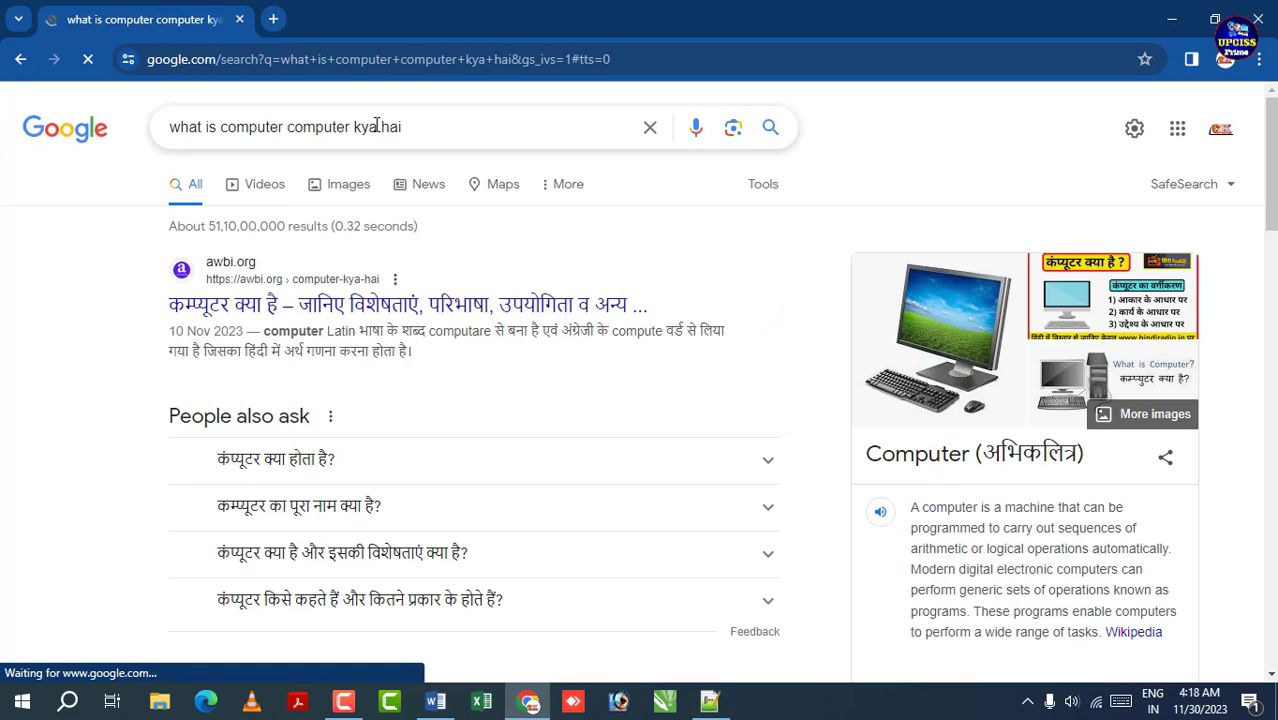 what is computer computer kya
UPCISS
Prime
google.com/search?q=what+is+computer+computer+kya+hai&gs_ivs=1#tts=0
Google
what is computer computer kya hai
All
Videos
Images
News
Maps
More
Tools
SafeSearch
About 51,10,00,000 results (0.32 seconds)
a
awbi.org
https://awbi.org › computer-kya-hai
कम्प्यूटर क्या है – जानिए विशेषताएं, परिभाषा, उपयोगिता व अन्य ...
10 Nov 2023 — computer Latin भाषा के शब्द computare से बना है एवं अंग्रेजी के compute वर्ड से लिया
गया है जिसका हिंदी में अर्थ गणना करना होता है।
People also ask
कंप्यूटर क्या होता है?
कम्प्यूटर का पूरा नाम क्या है?
कंप्यूटर क्या है और इसकी विशेषताएं क्या है?
कंप्यूटर किसे कहते हैं और कितने प्रकार के होते हैं?
Feedback
कंप्यूटर क्या है ?
कंप्यूटर का वर्गीकरण
1) आकार के आधार पर
2) कार्य के आधार पर
3) उद्देश्य के आधार पर
What is Computer?
कम्प्यूटर क्या है?
More images
Computer (अभिकलित्र)
A computer is a machine that can be
programmed to carry out sequences of
arithmetic or logical operations automatically.
Modern digital electronic computers can
perform generic sets of operations known as
programs. These programs enable computers
to perform a wide range of tasks. Wikipedia
Waiting for www.google.com...
ENG
IN
4:18 AM
11/30/2023
1